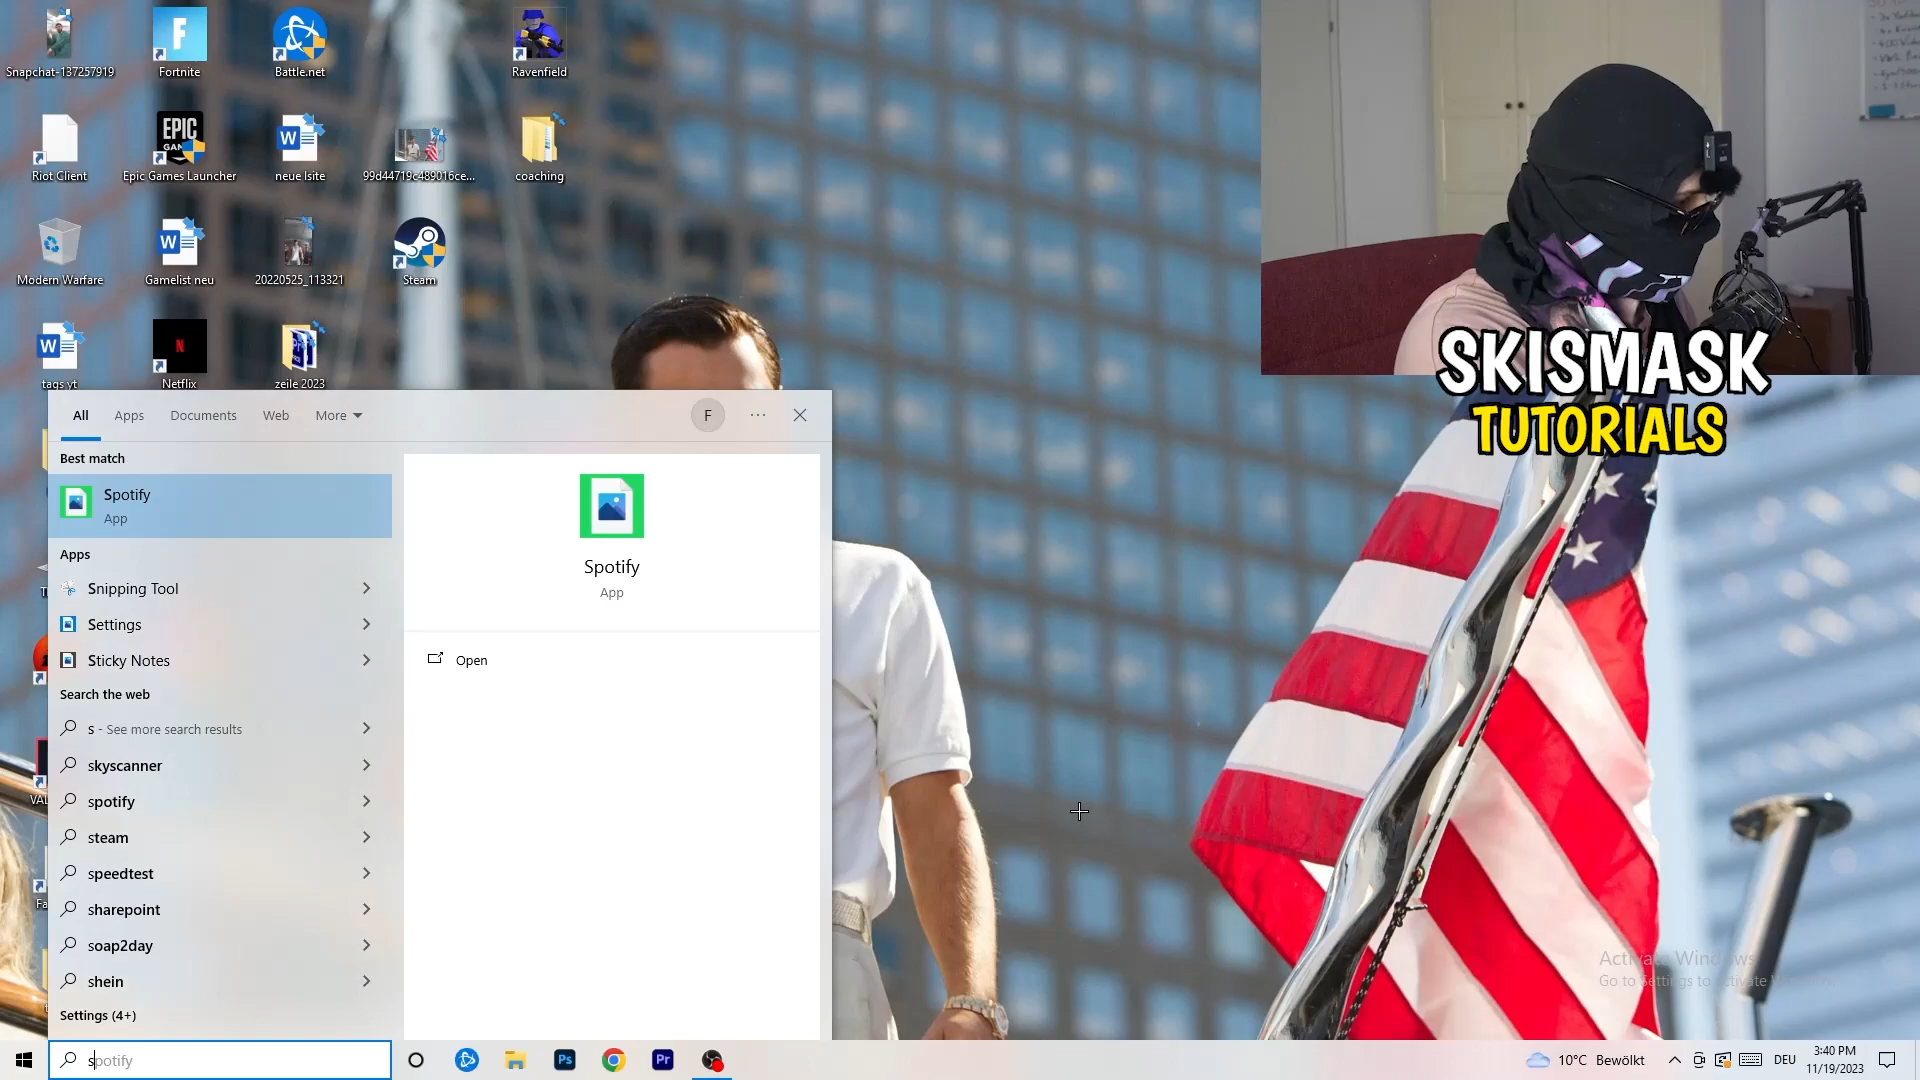 Snapchat-137257919
Fortnite
Battle.net
Ravenfield
Riot Client
EPIC
Epic Games Launcher
neue lsite
99d44719c489016ce...
coaching
Modern Warfare
Gamelist neu
20220525_113321
Steam
tags yt
Netflix
zeile 2023
SKISMASK
TUTORIALS
All
Apps
Documents
Web
More
F
Best match
Spotify
App
Apps
Snipping Tool
Settings
Sticky Notes
Search the web
s - See more search results
skyscanner
spotify
steam
speedtest
sharepoint
soap2day
shein
Settings (4+)
Spotify
App
Open
Activate Windows
Go to Settings to activate
spotify
Ps
Pr
10°C Bewölkt
DEU
3:40 PM
11/19/2023